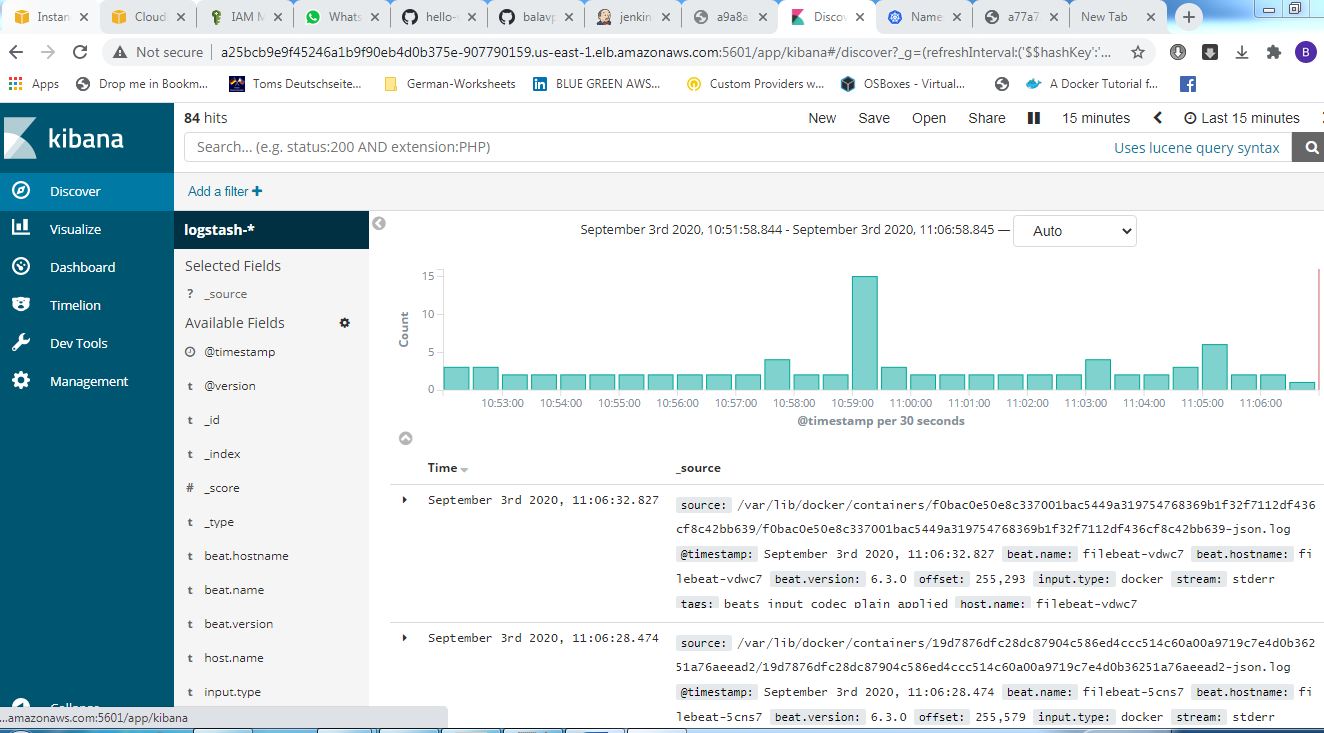 Instan
Cloud
IAM M
Whats
hello-
balavp
jenkin
a9a8a
Discov
Name
a77a7
New Tab
Not secure a25bcb9e9f45246a1b9f90eb4d0b375e-907790159.us-east-1.elb.amazonaws.com:5601/app/kibana#/discover?_g=(refreshInterval:('$$hashKey':'...
B
Apps
Drop me in Bookm...
Toms Deutschseite...
German-Worksheets
BLUE GREEN AWS...
Custom Providers w...
OSBoxes - Virtual...
A Docker Tutorial f...
kibana
Discover
Visualize
Dashboard
Timelion
Dev Tools
Management
Collapse
...amazonaws.com:5601/app/kibana
84 hits
New Save Open Share 15 minutes Last 15 minutes
Search... (e.g. status:200 AND extension:PHP)
Uses lucene query syntax
Add a filter +
logstash-*
Selected Fields
? _source
Available Fields
@timestamp
t @version
t _id
t _index
# _score
t _type
t beat.hostname
t beat.name
t beat.version
t host.name
t input.type
September 3rd 2020, 10:51:58.844 - September 3rd 2020, 11:06:58.845 —
Auto
Count
15
10
5
0
10:53:00 10:54:00 10:55:00 10:56:00 10:57:00 10:58:00 10:59:00 11:00:00 11:01:00 11:02:00 11:03:00 11:04:00 11:05:00 11:06:00
@timestamp per 30 seconds
Time _source
September 3rd 2020, 11:06:32.827
source: /var/lib/docker/containers/f0bac0e50e8c337001bac5449a319754768369b1f32f7112df436
cf8c42bb639/f0bac0e50e8c337001bac5449a319754768369b1f32f7112df436cf8c42bb639-json.log
@timestamp: September 3rd 2020, 11:06:32.827 beat.name: filebeat-vdwc7 beat.hostname: fi
lebeat-vdwc7 beat.version: 6.3.0 offset: 255,293 input.type: docker stream: stderr
tags: beats_input_codec_plain_applied host.name: filebeat-vdwc7
September 3rd 2020, 11:06:28.474
source: /var/lib/docker/containers/19d7876dfc28dc87904c586ed4ccc514c60a00a9719c7e4d0b362
51a76aeead2/19d7876dfc28dc87904c586ed4ccc514c60a00a9719c7e4d0b36251a76aeead2-json.log
@timestamp: September 3rd 2020, 11:06:28.474 beat.name: filebeat-5cns7 beat.hostname: fi
lebeat-5cns7 beat.version: 6.3.0 offset: 255,579 input.type: docker stream: stderr